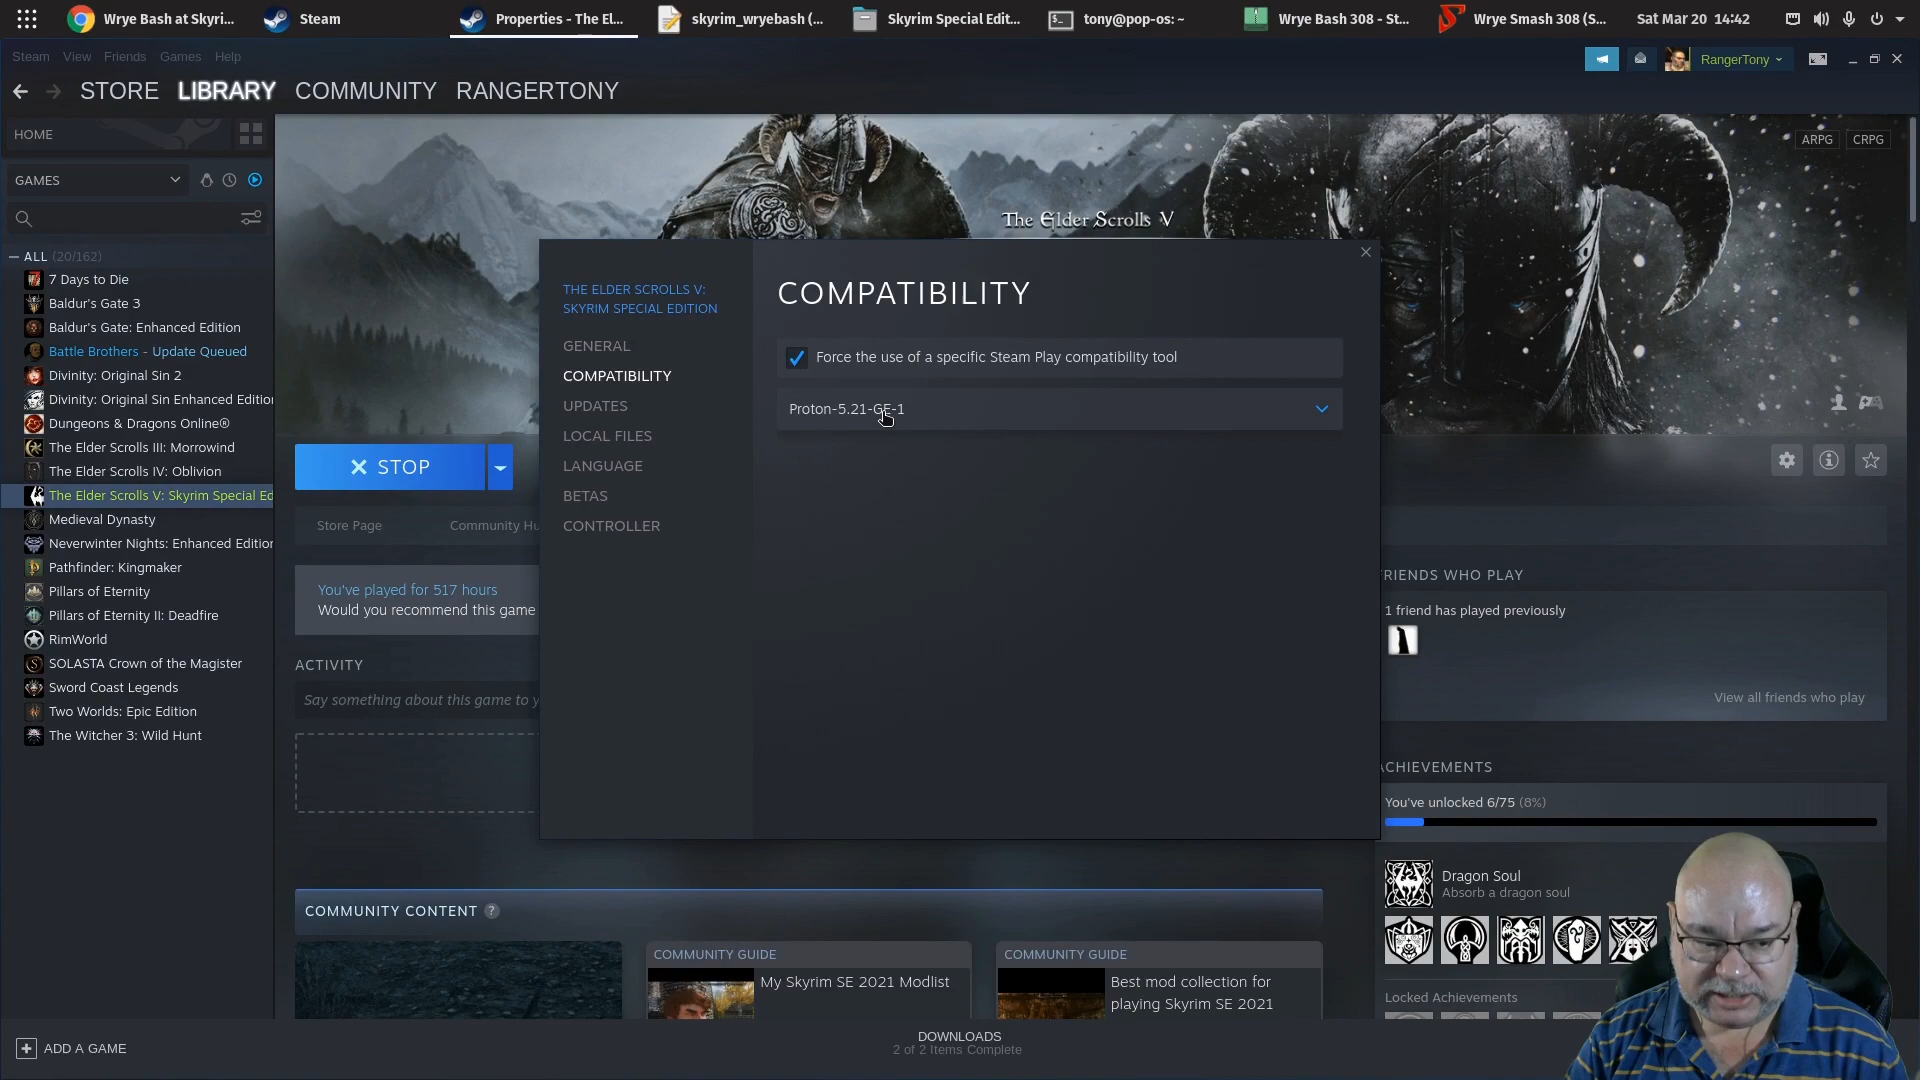 Wrye Bash at Skyri...
Steam
Properties - The El...
skyrim_wryebash (...
Skyrim Special Edit...
tony@pop-os: ~
Wrye Bash 308 - St...
Wrye Smash 308 (S...
Sat Mar 20 14:42
Steam View Friends Games Help
RangerTony
STORE LIBRARY COMMUNITY RANGERTONY
HOME
GAMES
ALL (20/162)
7 Days to Die
Baldur's Gate 3
Baldur's Gate: Enhanced Edition
Battle Brothers - Update Queued
Divinity: Original Sin 2
Divinity: Original Sin Enhanced Edition
Dungeons & Dragons Online®
The Elder Scrolls III: Morrowind
The Elder Scrolls IV: Oblivion
The Elder Scrolls V: Skyrim Special Ed
Medieval Dynasty
Neverwinter Nights: Enhanced Edition
Pathfinder: Kingmaker
Pillars of Eternity
Pillars of Eternity II: Deadfire
RimWorld
SOLASTA Crown of the Magister
Sword Coast Legends
Two Worlds: Epic Edition
The Witcher 3: Wild Hunt
ADD A GAME
The Elder Scrolls V
ARPG CRPG
STOP
Store Page
Community Hu
You've played for 517 hours
Would you recommend this game
ACTIVITY
Say something about this game to y
THE ELDER SCROLLS V:
SKYRIM SPECIAL EDITION
GENERAL
COMPATIBILITY
UPDATES
LOCAL FILES
LANGUAGE
BETAS
CONTROLLER
COMPATIBILITY
Force the use of a specific Steam Play compatibility tool
Proton-5.21-GE-1
RIENDS WHO PLAY
1 friend has played previously
View all friends who play
ACHIEVEMENTS
You've unlocked 6/75 (8%)
Dragon Soul
Absorb a dragon soul
Locked Achievements
COMMUNITY CONTENT ?
COMMUNITY GUIDE
My Skyrim SE 2021 Modlist
COMMUNITY GUIDE
Best mod collection for
playing Skyrim SE 2021
DOWNLOADS
2 of 2 Items Complete